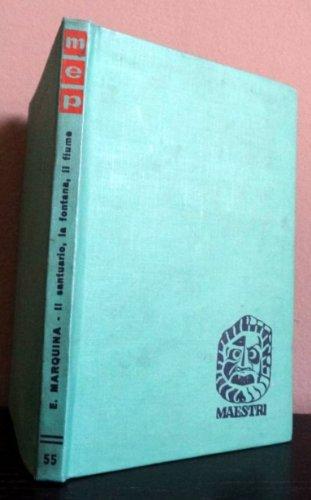 mep
E. MARQUINA - Il santuario, la fontana, il fiume
55
MAESTRI